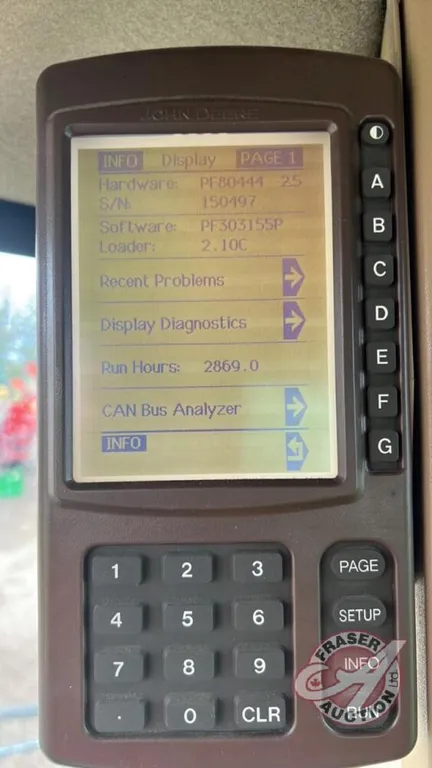 JOHN DEERE
INFO Display PAGE 1
Hardware: PF80444 2.5
S/N: 150497
Software: PF303155P
Loader: 2.10C
Recent Problems
Display Diagnostics
Run Hours: 2869.0
CAN Bus Analyzer
INFO
A
B
C
D
E
F
G
1 2 3
4 5 6
7 8 9
. 0 CLR
PAGE
SETUP
INFO
RUN
FRASER
AUCTION